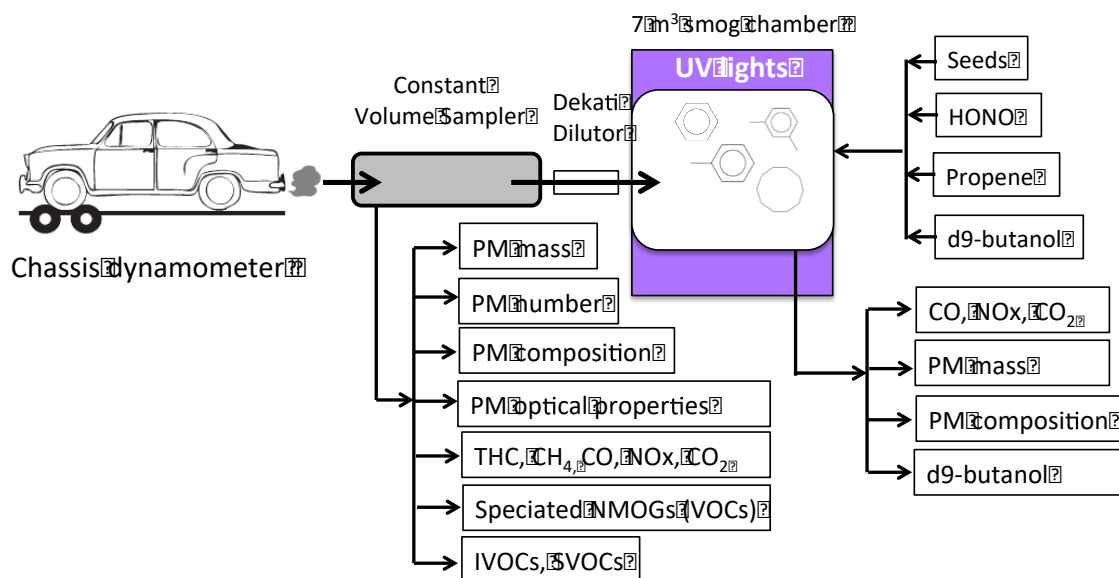 7 m³ smog chamber
UV lights
Constant
Volume Sampler
Dekati
Dilutor
Seeds
HONO
Propene
d9-butanol
Chassis dynamometer
PM mass
PM number
PM composition
PM optical properties
THC, CH₄, CO, NOx, CO₂
Speciated NMOGs (VOCs)
IVOCs, SVOCs
CO, NOx, CO₂
PM mass
PM composition
d9-butanol